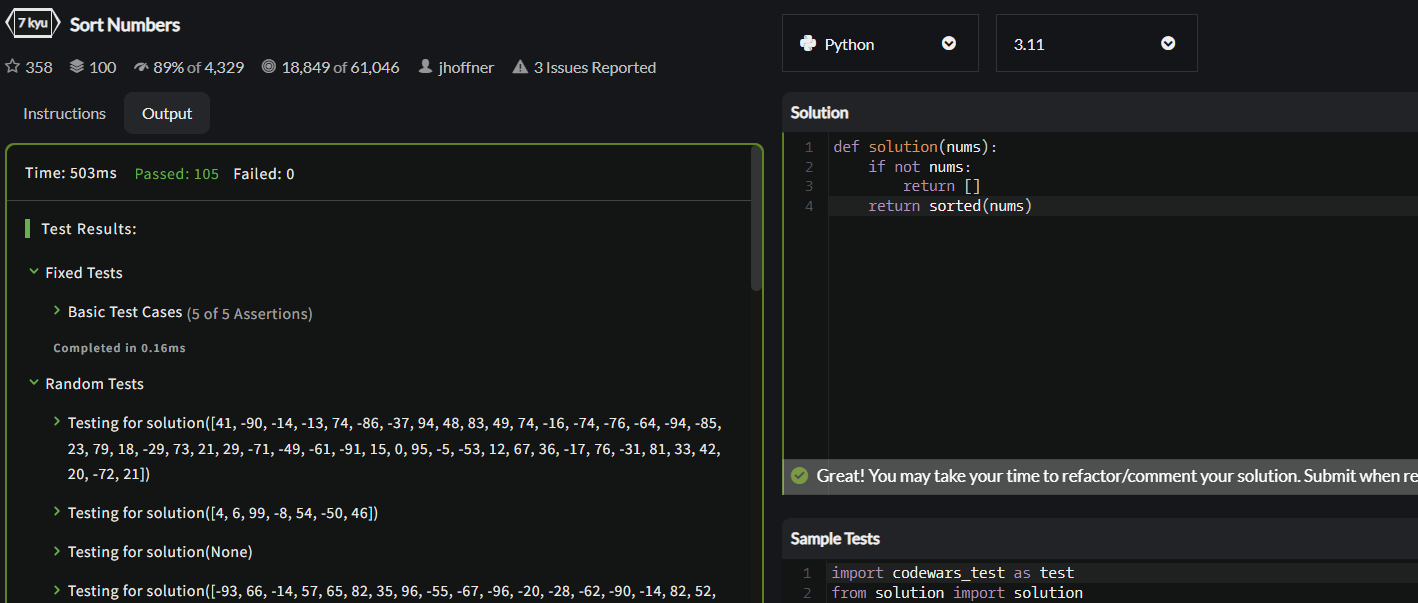 7 kyu Sort Numbers
358 100 89% of 4,329 18,849 of 61,046 jhoffner 3 Issues Reported
Instructions Output
Time: 503ms Passed: 105 Failed: 0
Test Results:
Fixed Tests
Basic Test Cases (5 of 5 Assertions)
Completed in 0.16ms
Random Tests
Testing for solution([41, -90, -14, -13, 74, -86, -37, 94, 48, 83, 49, 74, -16, -74, -76, -64, -94, -85,
23, 79, 18, -29, 73, 21, 29, -71, -49, -61, -91, 15, 0, 95, -5, -53, 12, 67, 36, -17, 76, -31, 81, 33, 42,
20, -72, 21])
Testing for solution([4, 6, 99, -8, 54, -50, 46])
Testing for solution(None)
Testing for solution([-93, 66, -14, 57, 65, 82, 35, 96, -55, -67, -96, -20, -28, -62, -90, -14, 82, 52,
Python 3.11
Solution
1 def solution(nums):
2     if not nums:
3         return []
4     return sorted(nums)
Great! You may take your time to refactor/comment your solution. Submit when re
Sample Tests
1 import codewars_test as test
2 from solution import solution